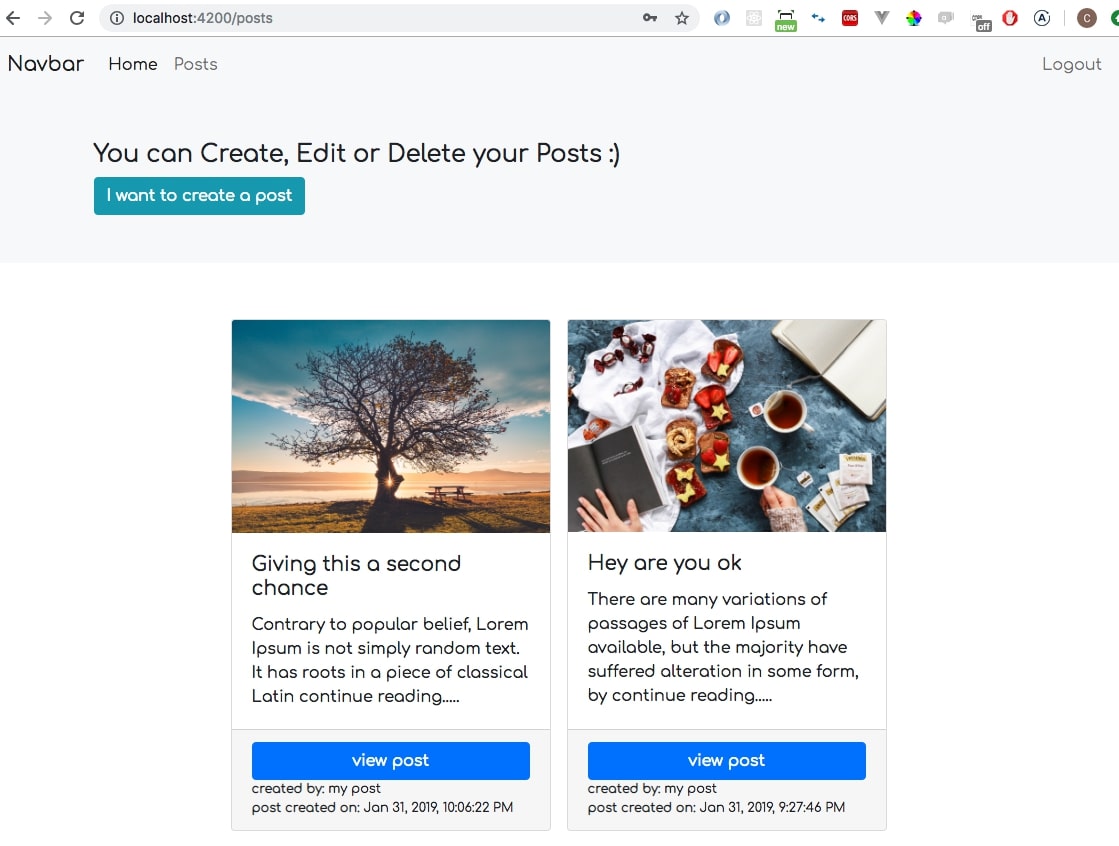 localhost:4200/posts
new
CORS
off
A
C
Navbar Home Posts Logout
You can Create, Edit or Delete your Posts :)
I want to create a post
Giving this a second
chance
Contrary to popular belief, Lorem
Ipsum is not simply random text.
It has roots in a piece of classical
Latin continue reading.....
view post
created by: my post
post created on: Jan 31, 2019, 10:06:22 PM
Hey are you ok
There are many variations of
passages of Lorem Ipsum
available, but the majority have
suffered alteration in some form,
by continue reading.....
view post
created by: my post
post created on: Jan 31, 2019, 9:27:46 PM